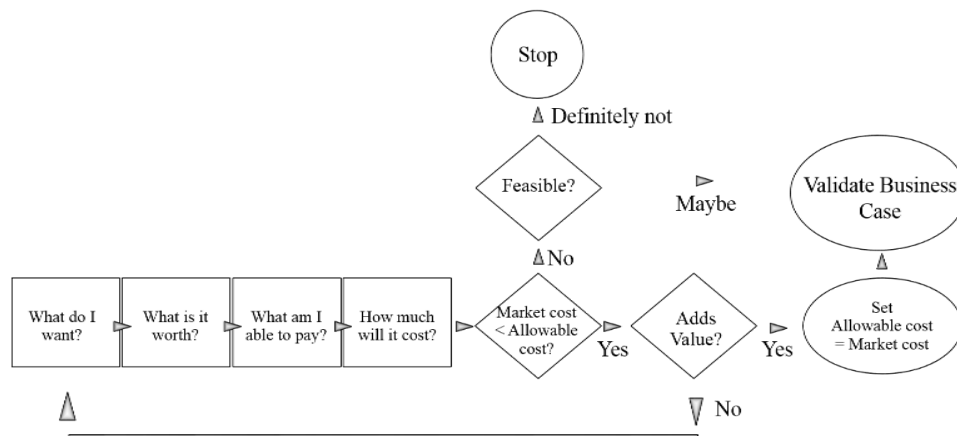 Stop
Definitely not
Feasible?
Maybe
Validate Business
Case
No
What do I
want?
What is it
worth?
What am I
able to pay?
How much
will it cost?
Market cost
< Allowable
cost?
Yes
Adds
Value?
Yes
Set
Allowable cost
= Market cost
No